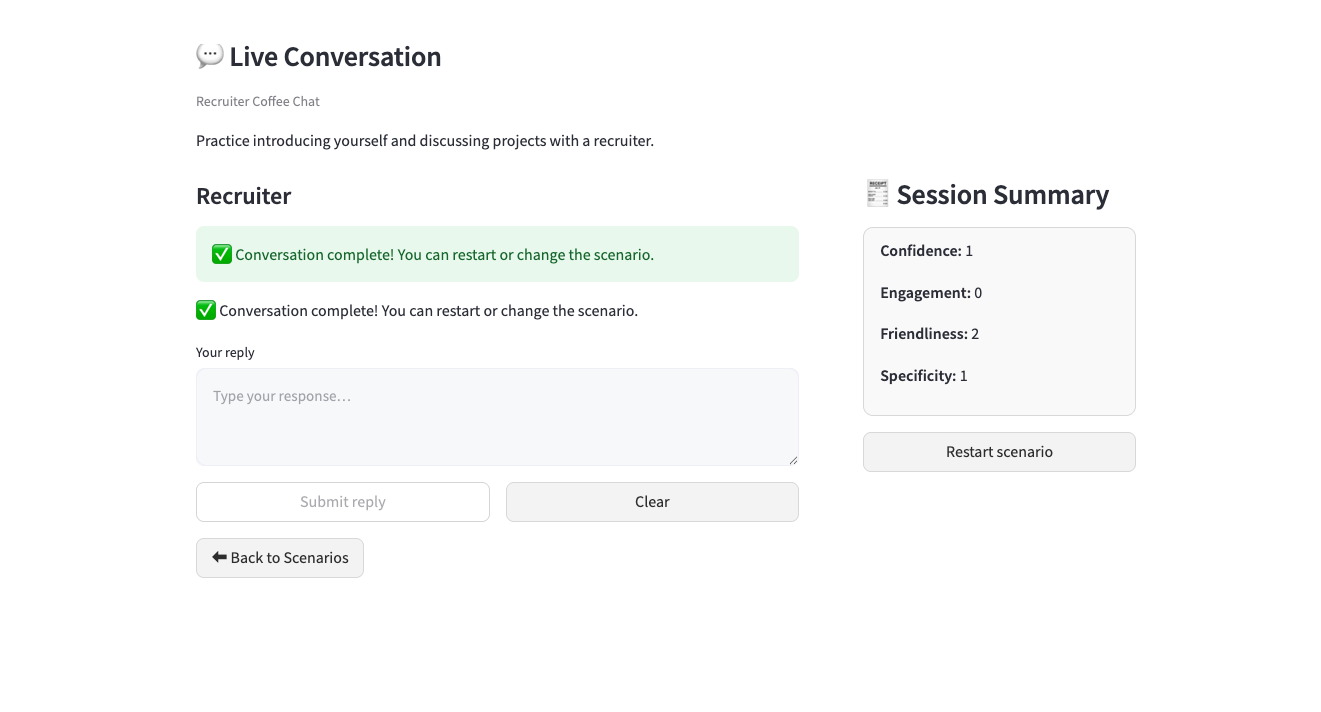 💬 Live Conversation
Recruiter Coffee Chat
Practice introducing yourself and discussing projects with a recruiter.
Recruiter
✅ Conversation complete! You can restart or change the scenario.
✅ Conversation complete! You can restart or change the scenario.
Your reply
Type your response…
Submit reply
Clear
⬅ Back to Scenarios
🧾 Session Summary
Confidence: 1
Engagement: 0
Friendliness: 2
Specificity: 1
Restart scenario